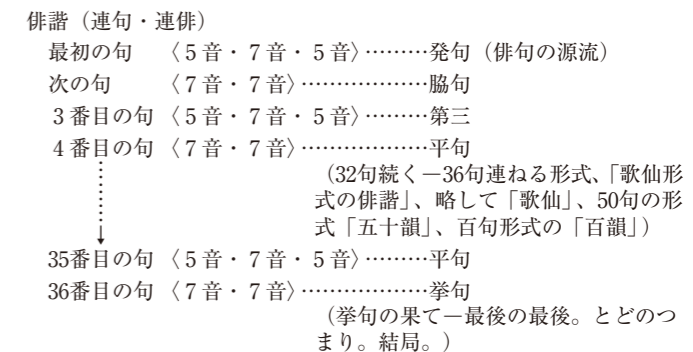 俳諧（連句・連俳）
最初の句　〈５音・７音・５音〉………発句（俳句の源流）
次の句　〈７音・７音〉………………脇句
３番目の句〈５音・７音・５音〉………第三
４番目の句〈７音・７音〉………………平句
（32句続く－36句連ねる形式、「歌仙形
式の俳諧」、略して「歌仙」、50句の形
式「五十韻」、百句形式の「百韻」）
35番目の句〈５音・７音・５音〉………平句
36番目の句〈７音・７音〉………………挙句
（挙句の果て－最後の最後。とどのつ
まり。結局。）